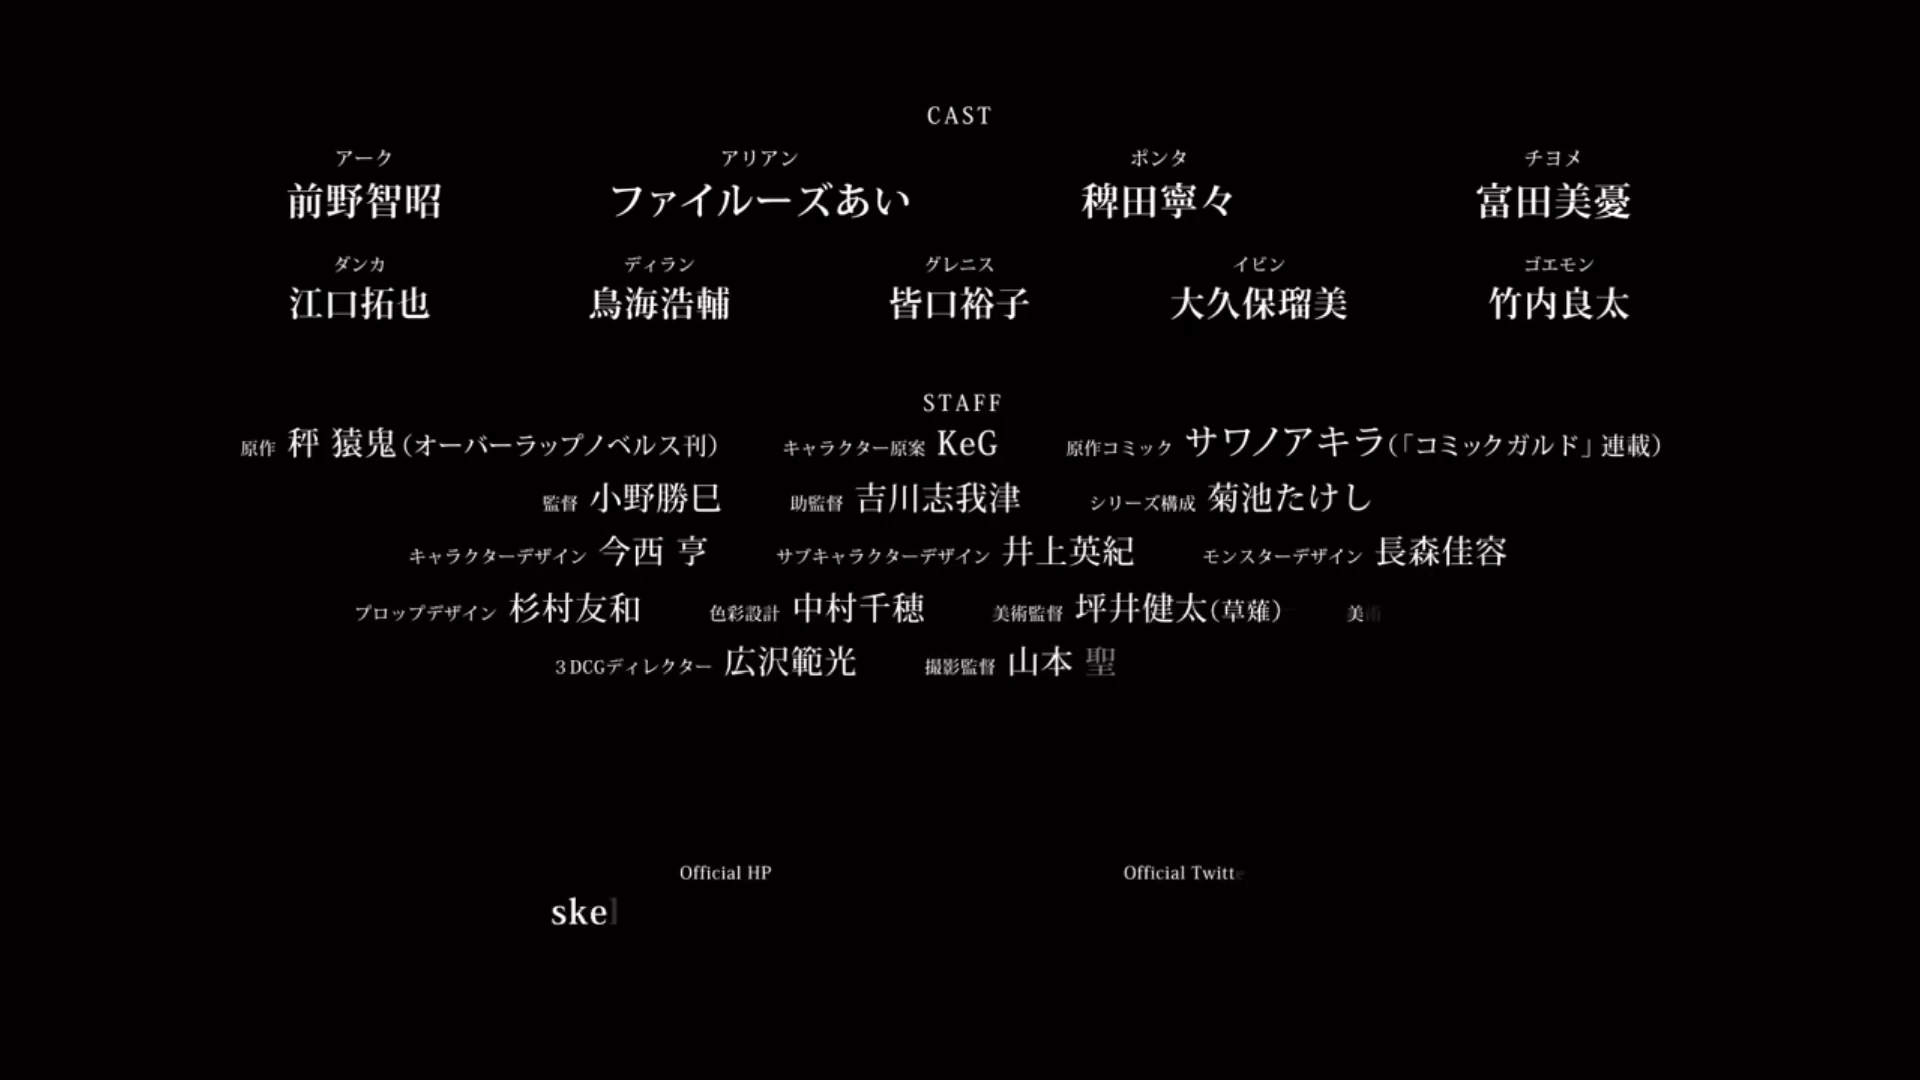 CAST
アーク アリアン ポンタ チヨメ
前野智昭 ファイルーズあい 稗田寧々 富田美憂
ダンカ ディラン グレニス イビン ゴエモン
江口拓也 鳥海浩輔 皆口裕子 大久保瑠美 竹内良太
STAFF
原作 秤 猿鬼(オーバーラップノベルス刊) キャラクター原案 KeG 原作コミック サワノアキラ(「コミックガルド」連載)
監督 小野勝巳 助監督 吉川志我津 シリーズ構成 菊池たけし
キャラクターデザイン 今西 亨 サブキャラクターデザイン 井上英紀 モンスターデザイン 長森佳容
プロップデザイン 杉村友和 色彩設計 中村千穂 美術監督 坪井健太(草薙) 美術
3DCGディレクター 広沢範光 撮影監督 山本 聖
Official HP Official Twitte
skel